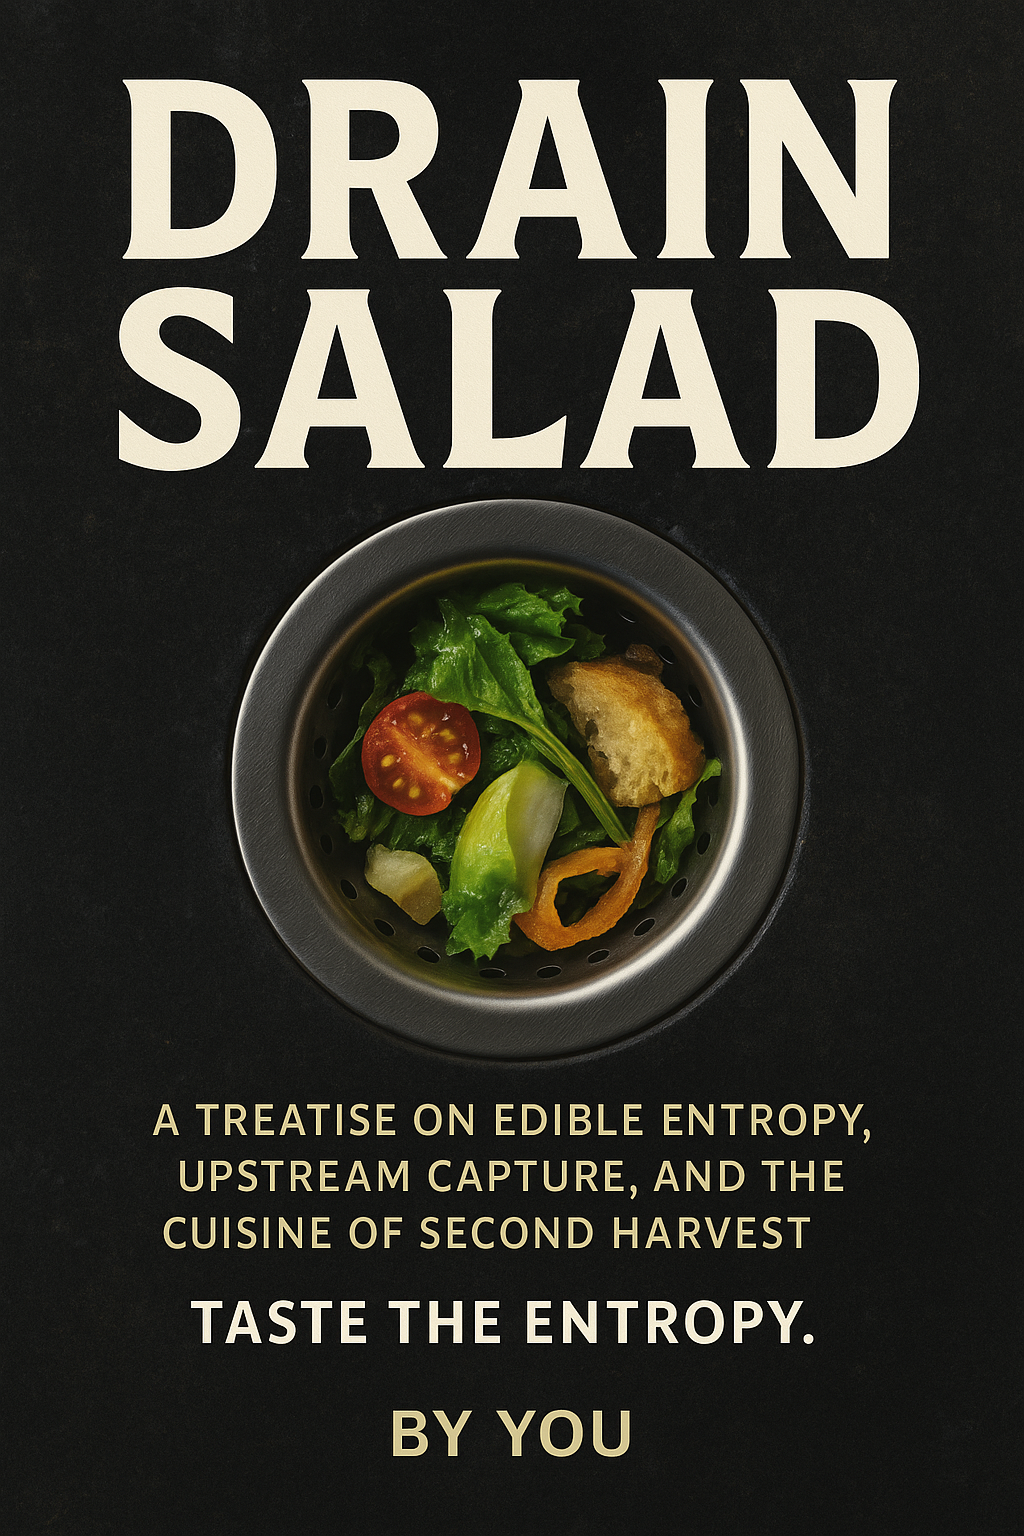 DRAIN
SALAD
A TREATISE ON EDIBLE ENTROPY,
UPSTREAM CAPTURE, AND THE
CUISINE OF SECOND HARVEST
TASTE THE ENTROPY.
BY YOU